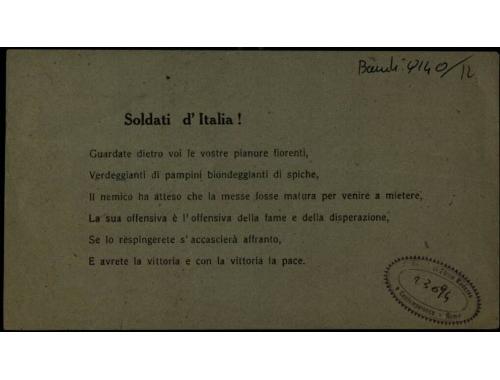 Bandi 9140/12
Soldati d' Italia !
Guardate dietro voi le vostre pianure fiorenti,
Verdeggianti di pampini biondeggianti di spiche,
Il nemico ha atteso che la messe fosse matura per venire a mietere,
La sua offensiva è l' offensiva della fame e della disperazione,
Se lo respingerete s' accascierà affranto,
E avrete la vittoria e con la vittoria la pace.
Contemporanea - Roma